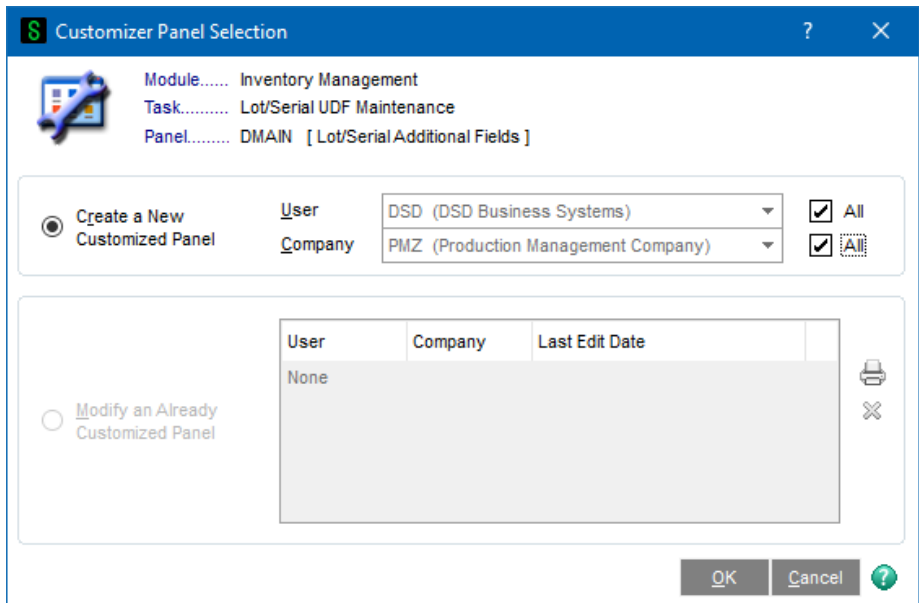 S Customizer Panel Selection ? ×
Module...... Inventory Management
Task.......... Lot/Serial UDF Maintenance
Panel......... DMAIN [ Lot/Serial Additional Fields ]
Create a New
Customized Panel
User DSD (DSD Business Systems) All
Company PMZ (Production Management Company) All
User Company Last Edit Date
None
Modify an Already
Customized Panel
OK Cancel ?